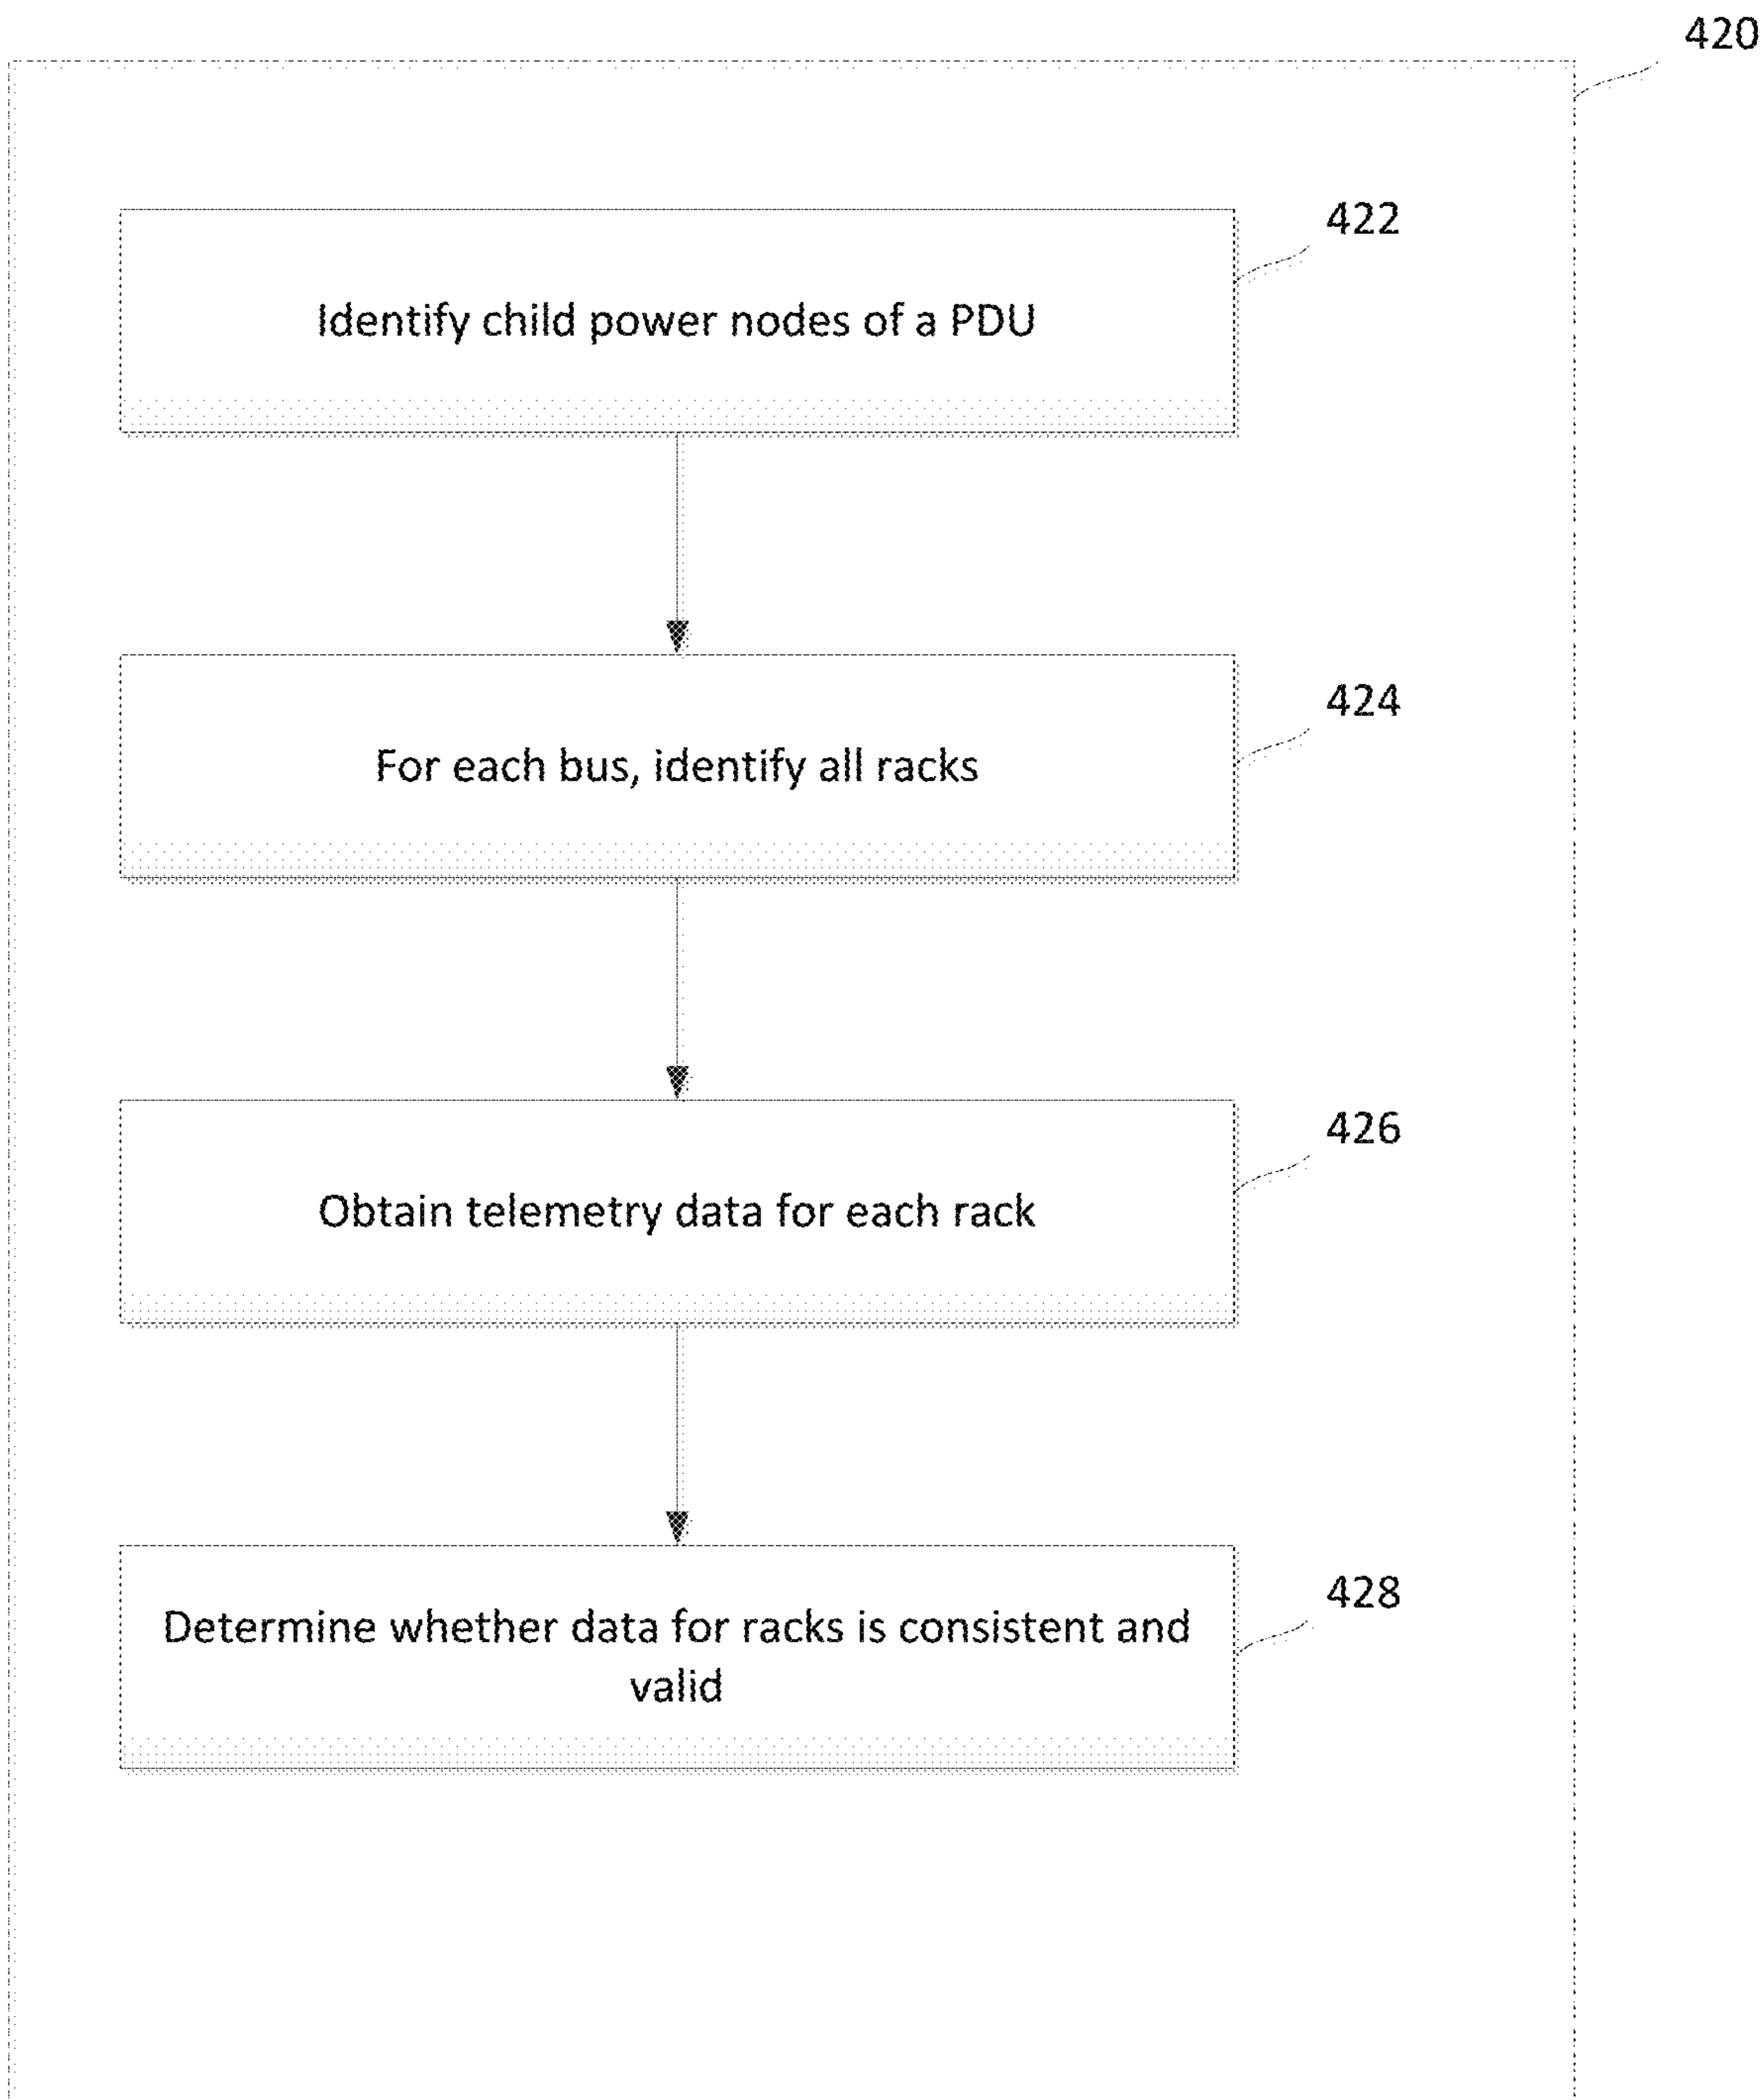 420
422
Identify child power nodes of a PDU
424
For each bus, identify all racks
426
Obtain telemetry data for each rack
428
Determine whether data for racks is consistent and
valid